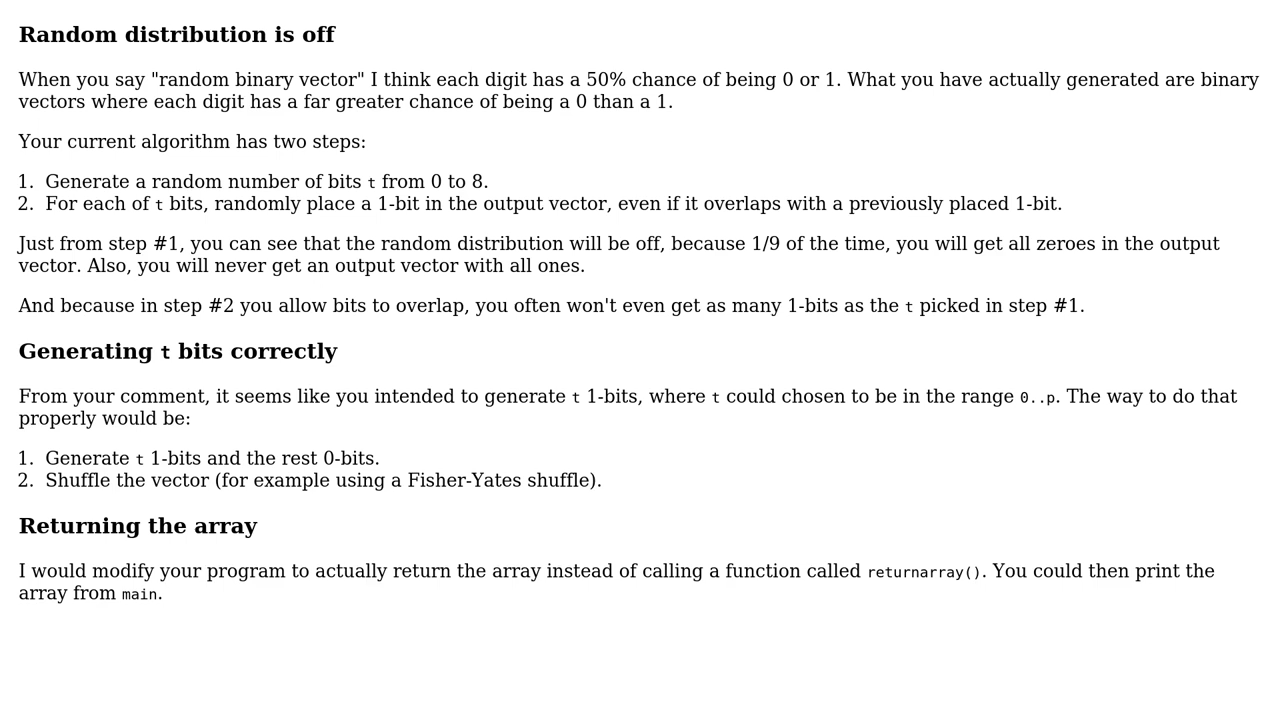 Random distribution is off
When you say "random binary vector" I think each digit has a 50% chance of being 0 or 1. What you have actually generated are binary
vectors where each digit has a far greater chance of being a 0 than a 1.
Your current algorithm has two steps:
1. Generate a random number of bits t from 0 to 8.
2. For each of t bits, randomly place a 1-bit in the output vector, even if it overlaps with a previously placed 1-bit.
Just from step #1, you can see that the random distribution will be off, because 1/9 of the time, you will get all zeroes in the output
vector. Also, you will never get an output vector with all ones.
And because in step #2 you allow bits to overlap, you often won't even get as many 1-bits as the t picked in step #1.
Generating t bits correctly
From your comment, it seems like you intended to generate t 1-bits, where t could chosen to be in the range 0..p. The way to do that
properly would be:
1. Generate t 1-bits and the rest 0-bits.
2. Shuffle the vector (for example using a Fisher-Yates shuffle).
Returning the array
I would modify your program to actually return the array instead of calling a function called returnarray(). You could then print the
array from main.